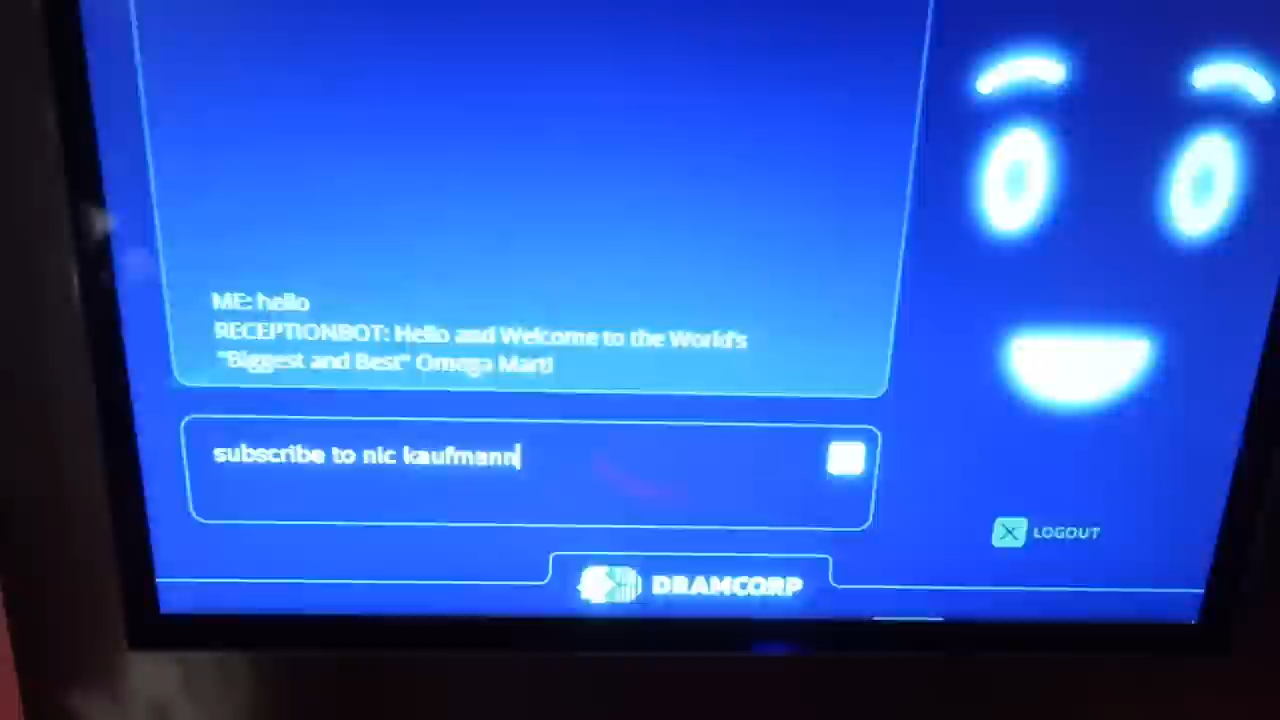 ME: hello
RECEPTIONBOT: Hello and Welcome to the World's
"Biggest and Best" Omega Mart!
subscribe to nic kaufmann
LOGOUT
DRAMCORP